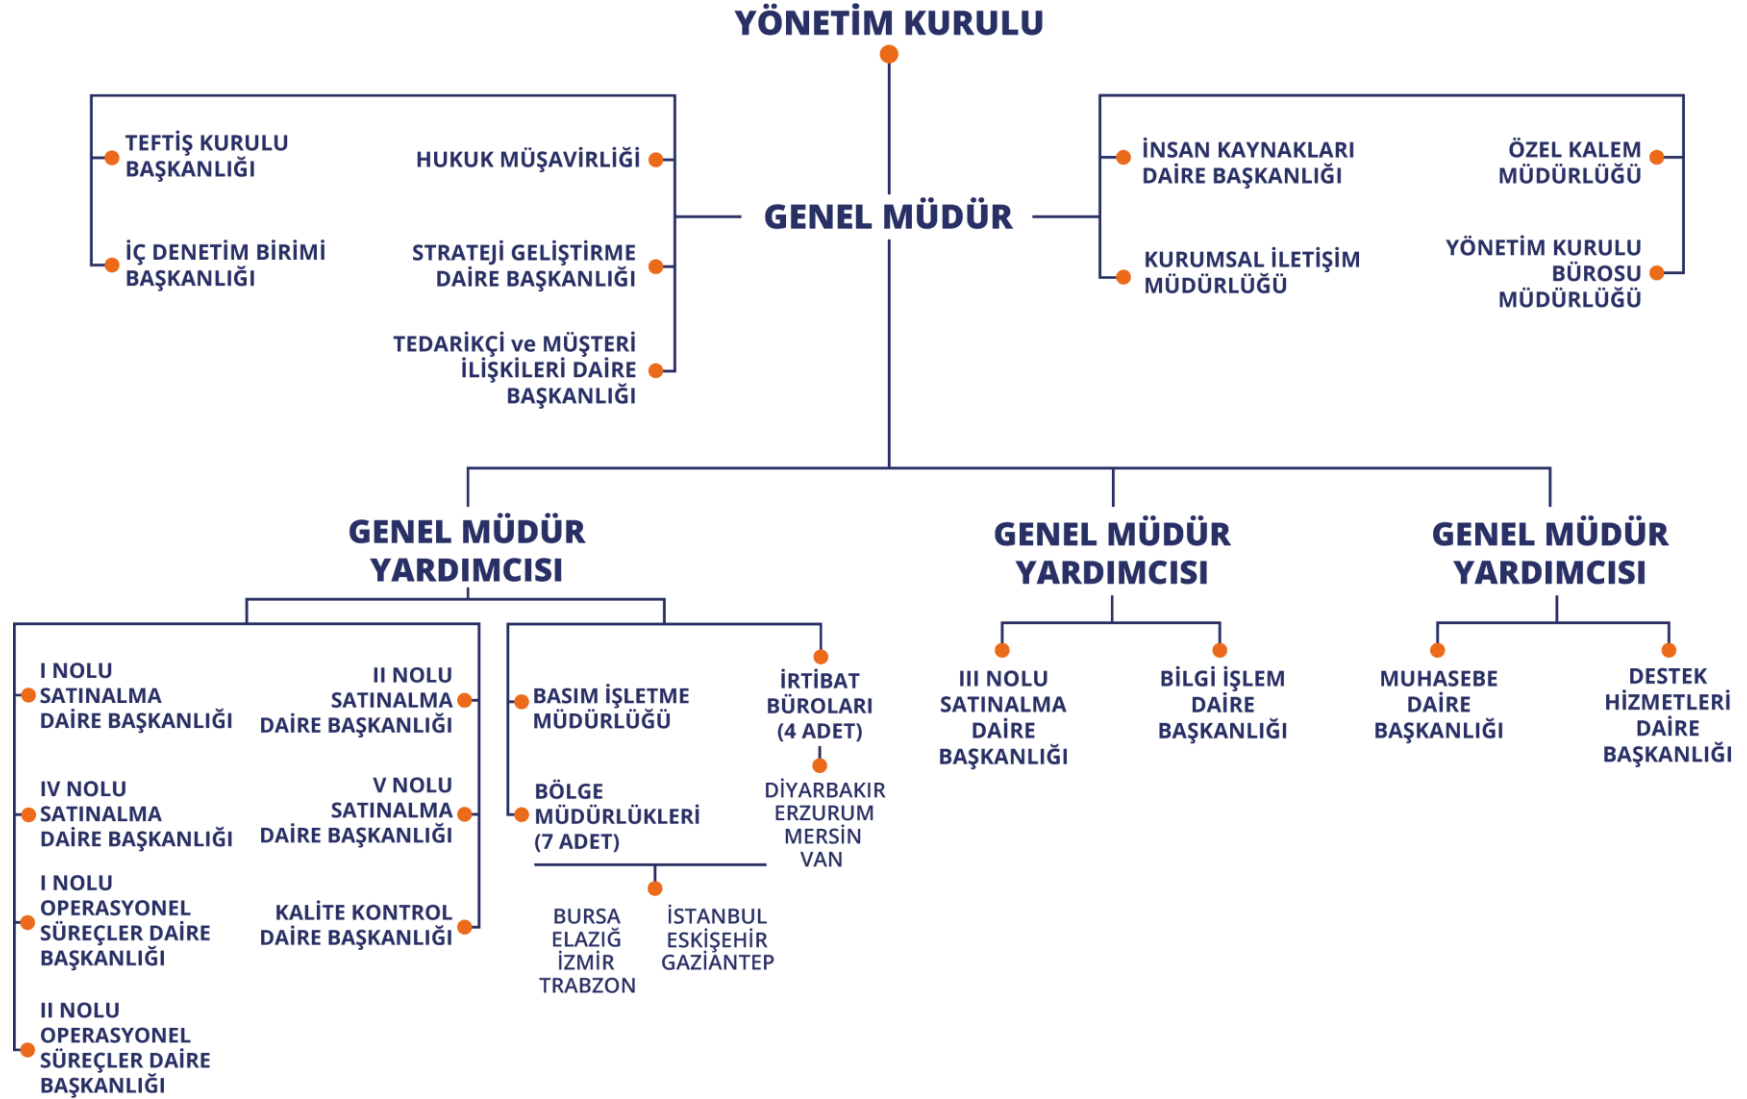 YÖNETİM KURULU
TEFTİŞ KURULU
BAŞKANLIĞI
HUKUK MÜŞAVİRLİĞİ
İÇ DENETİM BİRİMİ
BAŞKANLIĞI
STRATEJİ GELİŞTİRME
DAİRE BAŞKANLIĞI
TEDARİKÇİ ve MÜŞTERİ
İLİŞKİLERİ DAİRE
BAŞKANLIĞI
GENEL MÜDÜR
İNSAN KAYNAKLARI
DAİRE BAŞKANLIĞI
ÖZEL KALEM
MÜDÜRLÜĞÜ
KURUMSAL İLETİŞİM
MÜDÜRLÜĞÜ
YÖNETİM KURULU
BÜROSU
MÜDÜRLÜĞÜ
GENEL MÜDÜR
YARDIMCISI
I NOLU
SATINALMA
DAİRE BAŞKANLIĞI
II NOLU
SATINALMA
DAİRE BAŞKANLIĞI
IV NOLU
SATINALMA
DAİRE BAŞKANLIĞI
V NOLU
SATINALMA
DAİRE BAŞKANLIĞI
I NOLU
OPERASYONEL
SÜREÇLER DAİRE
BAŞKANLIĞI
KALİTE KONTROL
DAİRE BAŞKANLIĞI
II NOLU
OPERASYONEL
SÜREÇLER DAİRE
BAŞKANLIĞI
BASIM İŞLETME
MÜDÜRLÜĞÜ
BÖLGE
MÜDÜRLÜKLERİ
(7 ADET)
BURSA
ELAZIĞ
İZMİR
TRABZON
İSTANBUL
ESKİŞEHİR
GAZİANTEP
İRTİBAT
BÜROLARI
(4 ADET)
DİYARBAKIR
ERZURUM
MERSİN
VAN
GENEL MÜDÜR
YARDIMCISI
III NOLU
SATINALMA
DAİRE
BAŞKANLIĞI
BİLGİ İŞLEM
DAİRE
BAŞKANLIĞI
GENEL MÜDÜR
YARDIMCISI
MUHASEBE
DAİRE
BAŞKANLIĞI
DESTEK
HİZMETLERİ
DAİRE
BAŞKANLIĞI